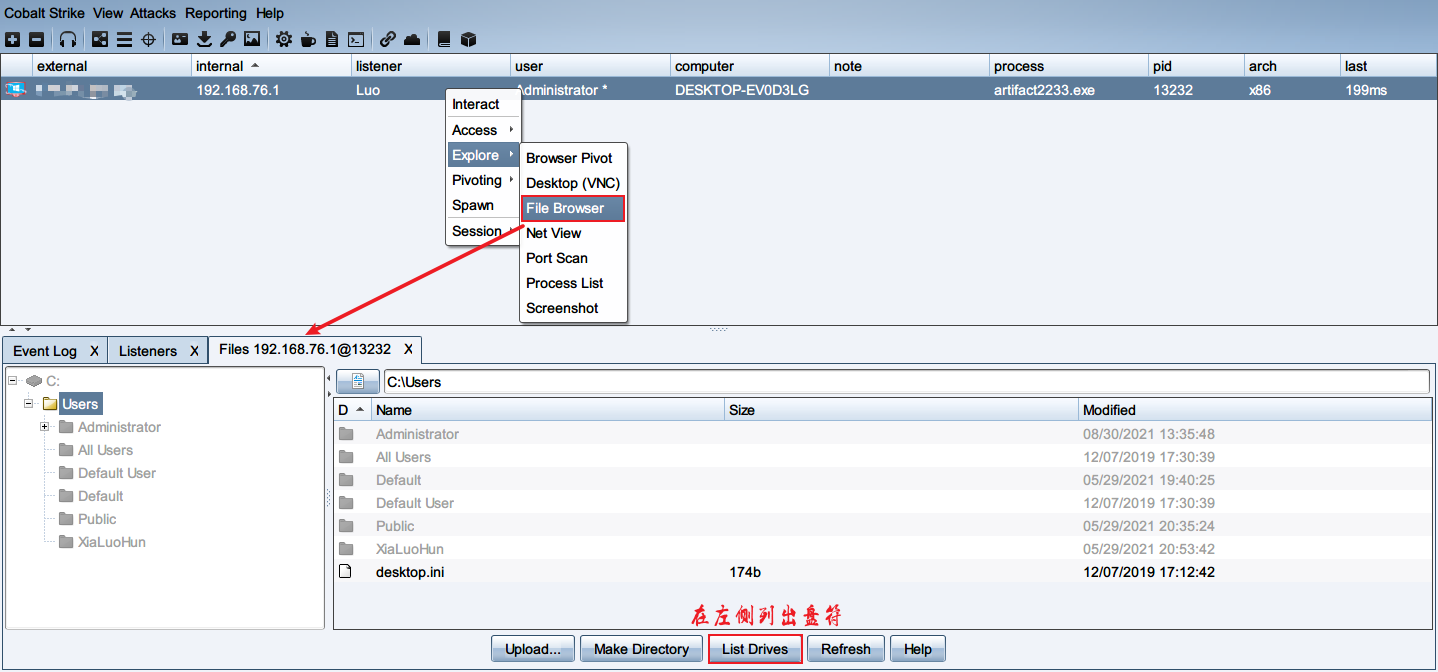 Cobalt Strike View Attacks Reporting Help
external internal listener user computer note process pid arch last
192.168.76.1 Luo Administrator * DESKTOP-EV0D3LG artifact2233.exe 13232 x86 199ms
Interact
Access
Explore
Pivoting
Spawn
Session
Browser Pivot
Desktop (VNC)
File Browser
Net View
Port Scan
Process List
Screenshot
Event Log X Listeners X Files 192.168.76.1@13232 X
C:
Users
Administrator
All Users
Default User
Default
Public
XiaLuoHun
C:\Users
D Name Size Modified
Administrator 08/30/2021 13:35:48
All Users 12/07/2019 17:30:39
Default 05/29/2021 19:40:25
Default User 12/07/2019 17:30:39
Public 05/29/2021 20:35:24
XiaLuoHun 05/29/2021 20:53:42
desktop.ini 174b 12/07/2019 17:12:42
在左侧列出盘符
Upload... Make Directory List Drives Refresh Help